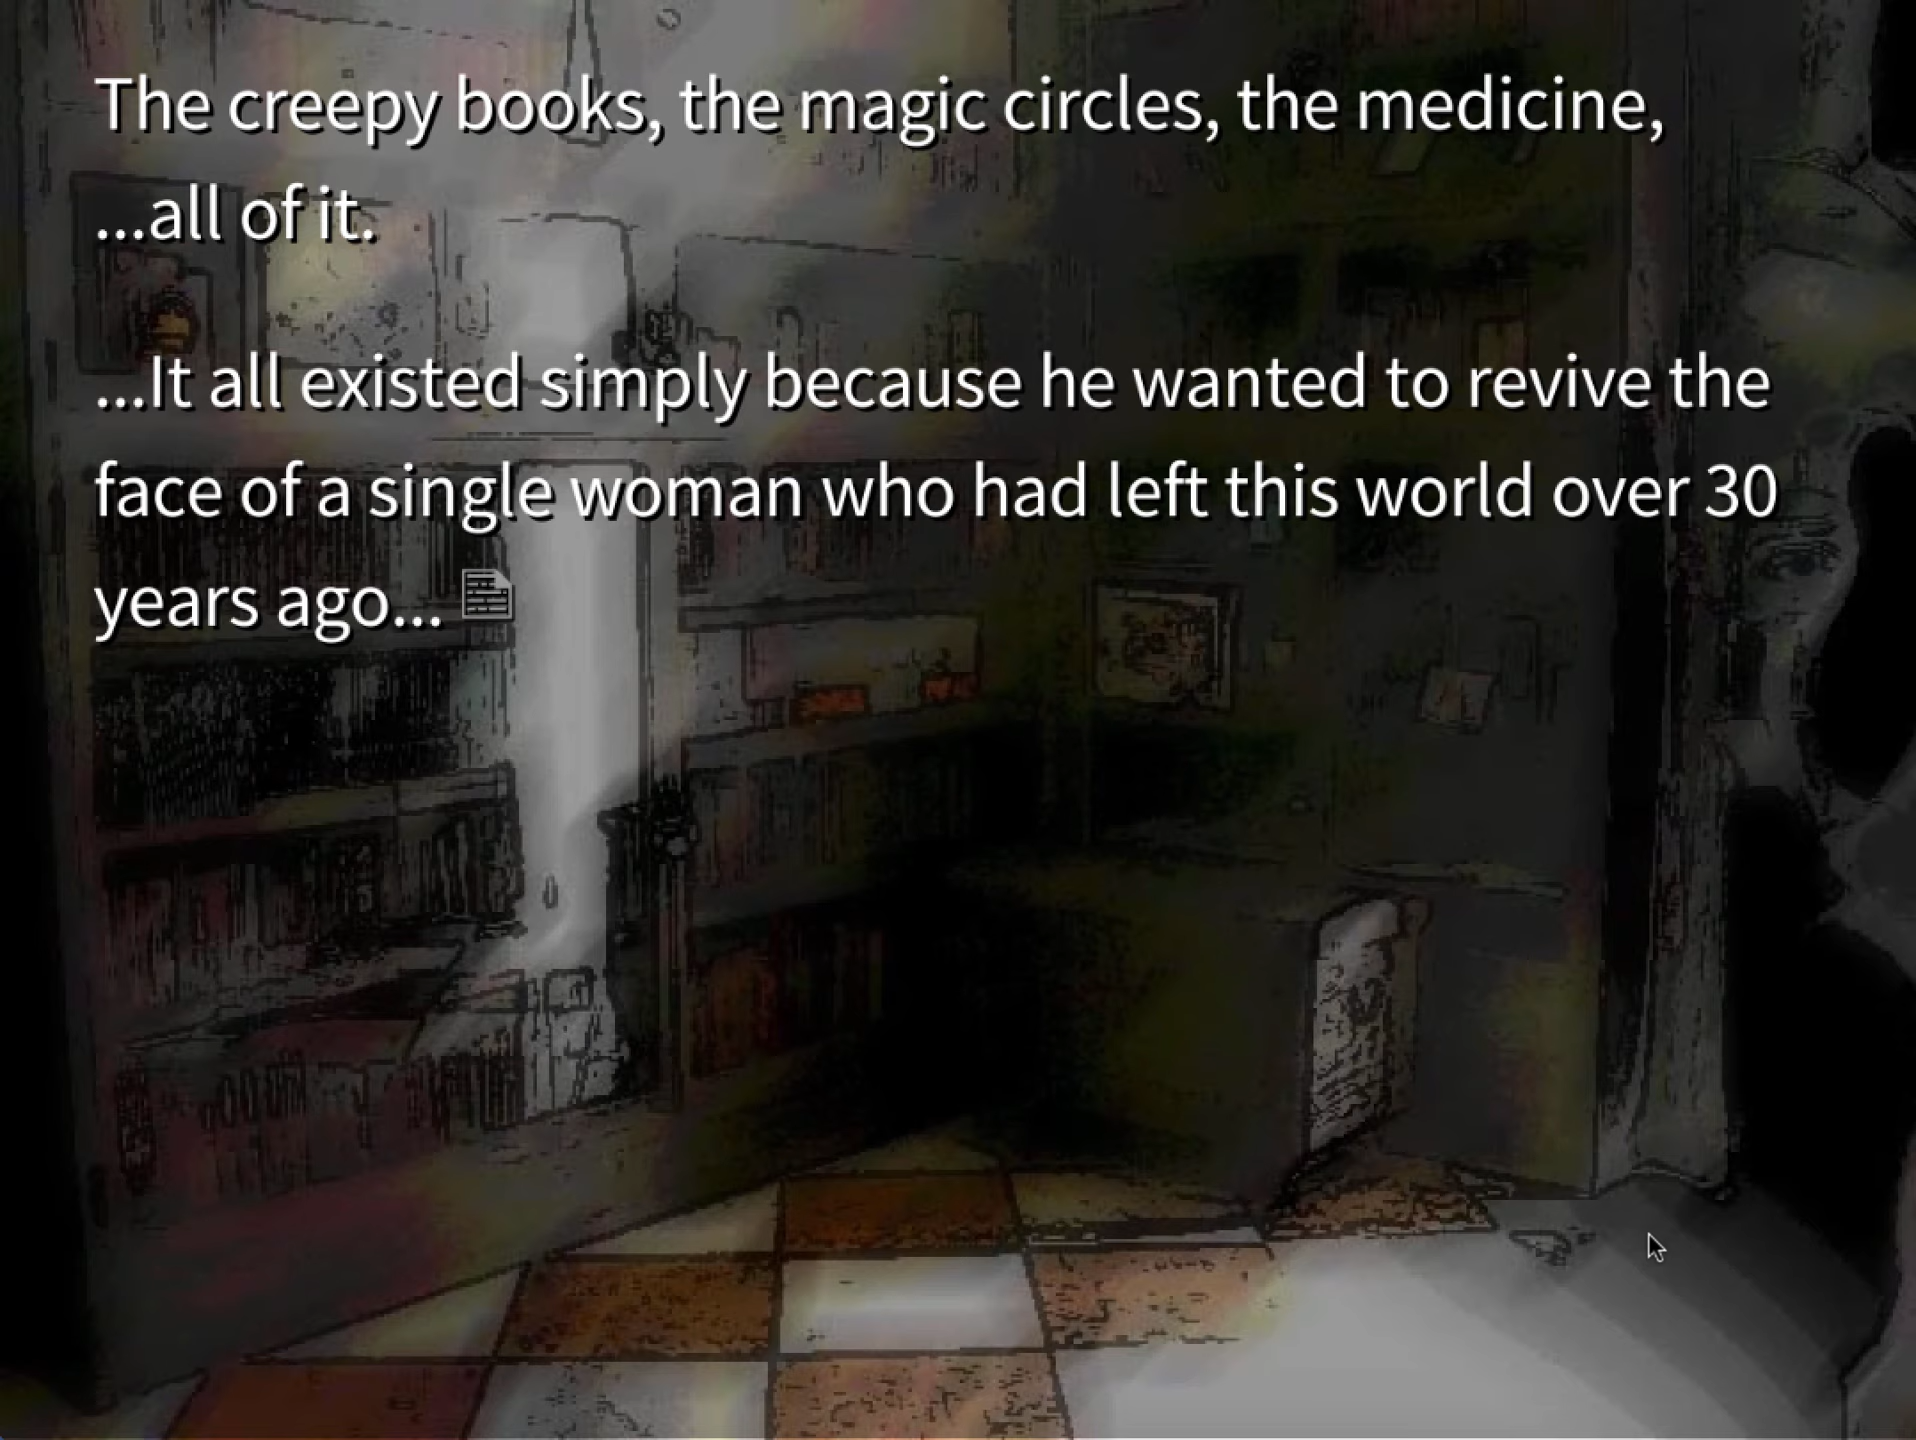 The creepy books, the magic circles, the medicine,
...all of it.
...It all existed simply because he wanted to revive the
face of a single woman who had left this world over 30
years ago...